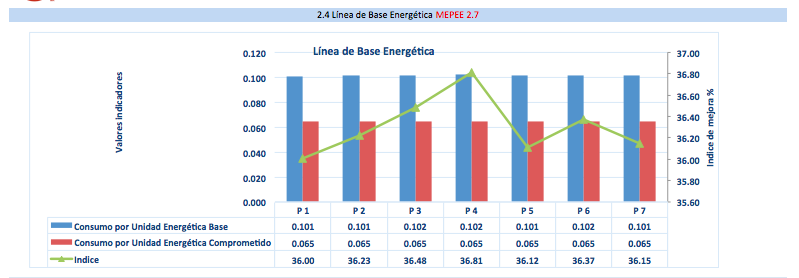 2.4 Línea de Base Energética MEPEE 2.7
Línea de Base Energética
Valores Indicadores
0.120
0.100
0.080
0.060
0.040
0.020
0.000
37.00
36.80
36.60
36.40
36.20
36.00
35.80
35.60
Indice de mejora %
P 1 P 2 P 3 P 4 P 5 P 6 P 7
Consumo por Unidad Energética Base 0.101 0.101 0.102 0.102 0.101 0.102 0.101
Consumo por Unidad Energética Comprometido 0.065 0.065 0.065 0.065 0.065 0.065 0.065
Indice 36.00 36.23 36.48 36.81 36.12 36.37 36.15